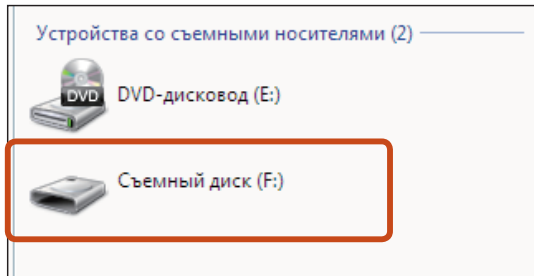 Устройства со съемными носителями (2)
DVD
DVD-дисковод (E:)
Съемный диск (F:)